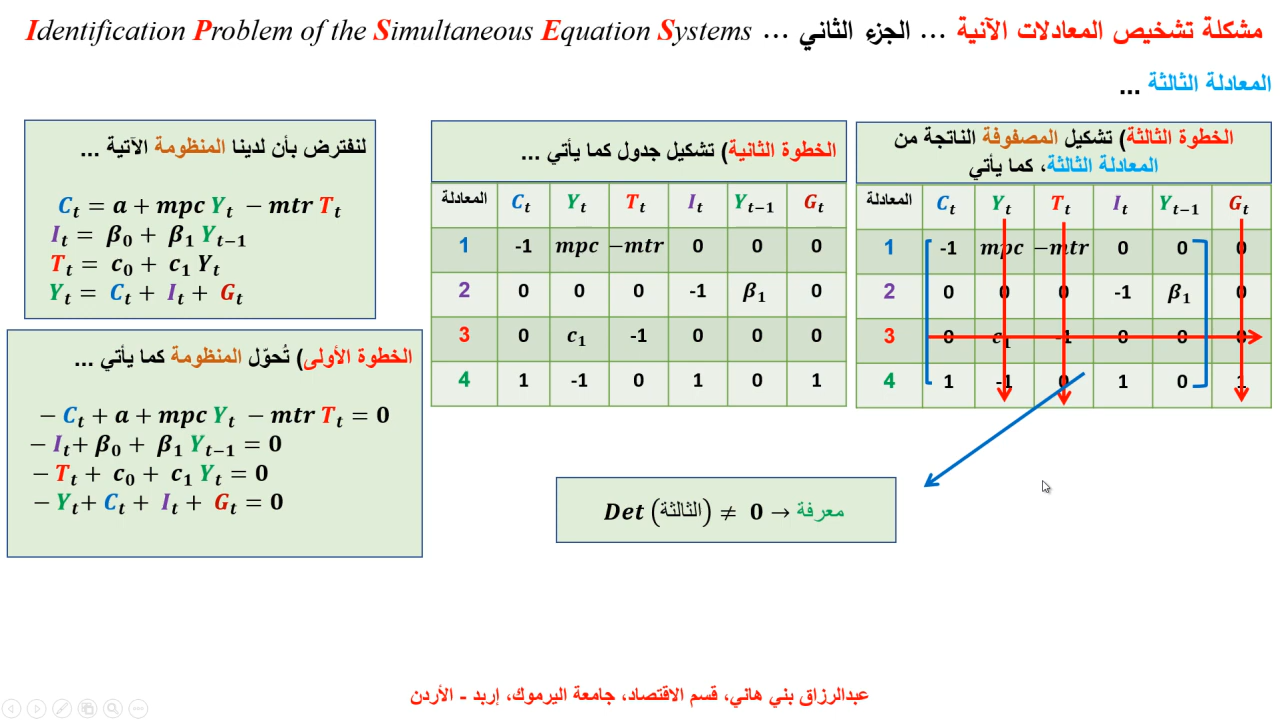 مشكلة تشخيص المعادلات الآنية ... الجزء الثاني ... Identification Problem of the Simultaneous Equation Systems
المعادلة الثالثة ...
لنفترض بأن لدينا المنظومة الآتية ...
C_t = a + mpc Y_t − mtr T_t
I_t = β_0 + β_1 Y_{t−1}
T_t = c_0 + c_1 Y_t
Y_t = C_t + I_t + G_t
الخطوة الأولى) تُحوّل المنظومة كما يأتي ...
− C_t + a + mpc Y_t − mtr T_t = 0
− I_t + β_0 + β_1 Y_{t−1} = 0
− T_t + c_0 + c_1 Y_t = 0
− Y_t + C_t + I_t + G_t = 0
الخطوة الثانية) تشكيل جدول كما يأتي ...
المعادلة C_t Y_t T_t I_t Y_{t−1} G_t
1 -1 mpc −mtr 0 0 0
2 0 0 0 -1 β_1 0
3 0 c_1 -1 0 0 0
4 1 -1 0 1 0 1
الخطوة الثالثة) تشكيل المصفوفة الناتجة من
المعادلة الثالثة، كما يأتي
المعادلة C_t Y_t T_t I_t Y_{t−1} G_t
1 -1 mpc −mtr 0 0 0
2 0 0 0 -1 β_1 0
3 0 c_1 -1 0 0 0
4 1 -1 0 1 0 1
Det (الثالثة) ≠ 0 → معرفة
عبدالرزاق بني هاني، قسم الاقتصاد، جامعة اليرموك، إربد - الأردن